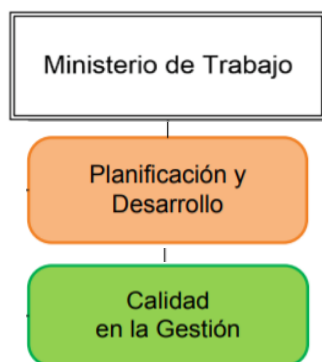 Ministerio de Trabajo
Planificación y
Desarrollo
Calidad
en la Gestión